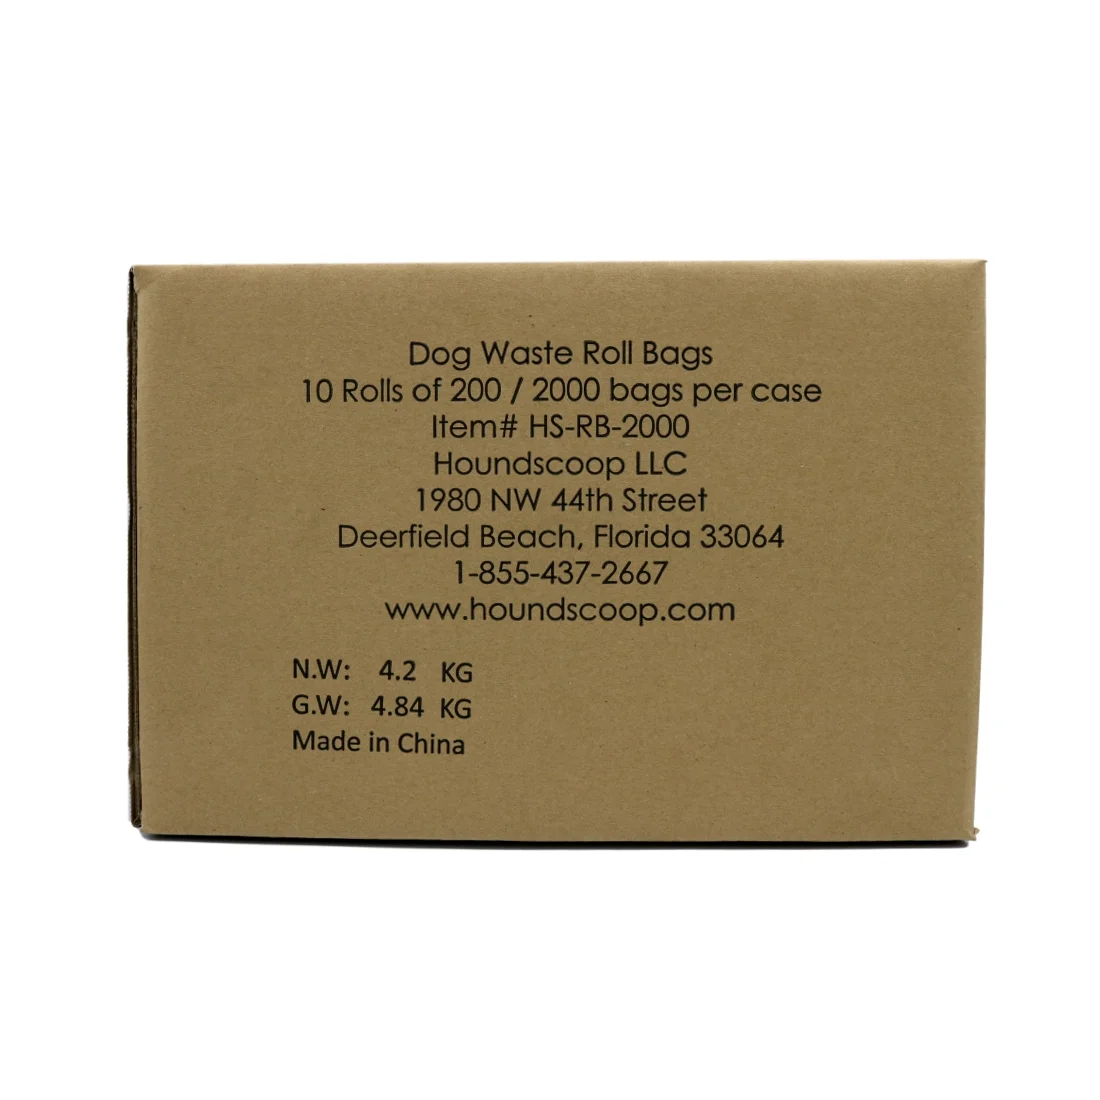 Dog Waste Roll Bags
10 Rolls of 200 / 2000 bags per case
Item# HS-RB-2000
Houndscoop LLC
1980 NW 44th Street
Deerfield Beach, Florida 33064
1-855-437-2667
www.houndscoop.com
N.W: 4.2 KG
G.W: 4.84 KG
Made in China